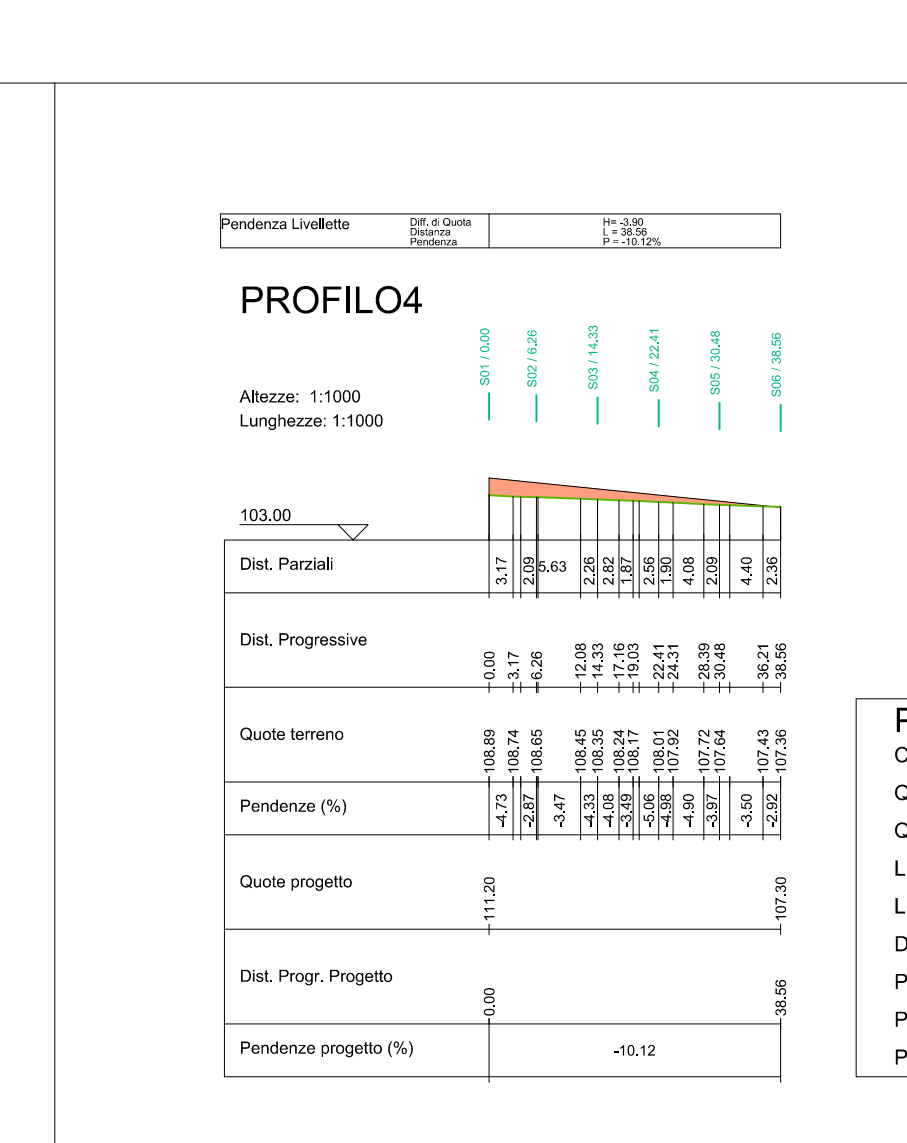 Pendenza Livellette
Diff. di Quota
Distanza
Pendenza
H= -3.90
L = 38.56
P = -10.12%
PROFILO4
Altezze: 1:1000
Lunghezze: 1:1000
S01 / 0.00
S02 / 6.26
S03 / 14.33
S04 / 22.41
S05 / 30.48
S06 / 38.56
103.00
Dist. Parziali 3.17 2.09 5.63 2.26 2.82 1.87 2.56 1.90 4.08 2.09 4.40 2.36
Dist. Progressive 0.00 3.17 6.26 12.08 14.33 17.16 19.03 22.41 24.31 28.39 30.48 36.21 38.56
Quote terreno 108.89 108.74 108.65 108.45 108.35 108.24 108.17 108.01 107.92 107.72 107.64 107.43 107.36
Pendenze (%) -4.73 -2.87 -3.47 -4.33 -4.08 -3.49 -5.06 -4.98 -4.90 -3.97 -3.50 -2.92
Quote progetto 111.20 107.30
Dist. Progr. Progetto 0.00 38.56
Pendenze progetto (%) -10.12
Q
Q
L
L
D
P
P
P